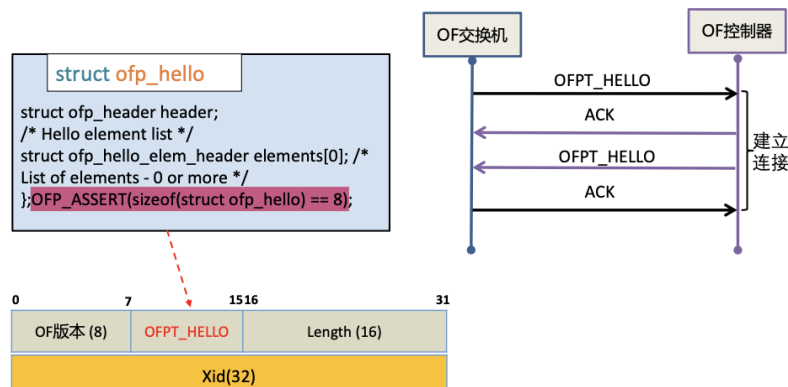 struct ofp_hello
struct ofp_header header;
/* Hello element list */
struct ofp_hello_elem_header elements[0]; /*
List of elements - 0 or more */
};OFP_ASSERT(sizeof(struct ofp_hello) == 8);
OF交换机
OF控制器
OFPT_HELLO
ACK
OFPT_HELLO
ACK
建立
连接
0 7 15 16 31
OF版本 (8) OFPT_HELLO Length (16)
Xid(32)